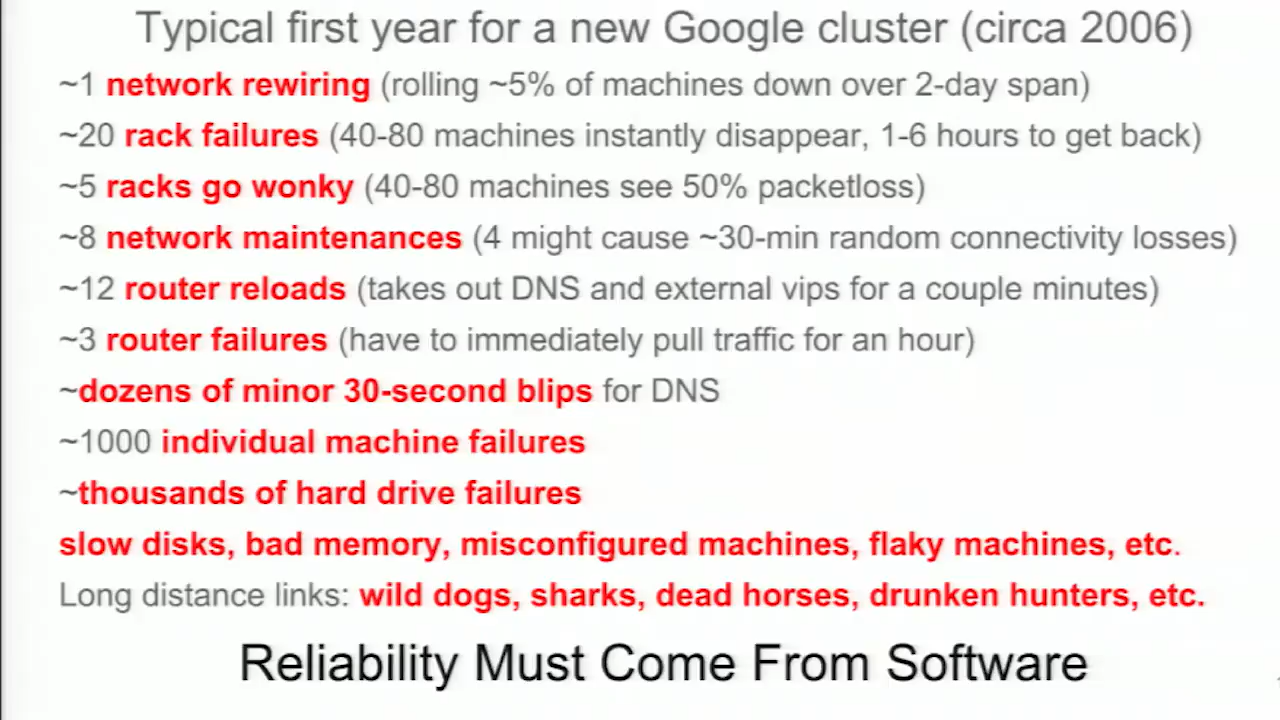 Typical first year for a new Google cluster (circa 2006)
~1 network rewiring (rolling ~5% of machines down over 2-day span)
~20 rack failures (40-80 machines instantly disappear, 1-6 hours to get back)
~5 racks go wonky (40-80 machines see 50% packetloss)
~8 network maintenances (4 might cause ~30-min random connectivity losses)
~12 router reloads (takes out DNS and external vips for a couple minutes)
~3 router failures (have to immediately pull traffic for an hour)
~dozens of minor 30-second blips for DNS
~1000 individual machine failures
~thousands of hard drive failures
slow disks, bad memory, misconfigured machines, flaky machines, etc.
Long distance links: wild dogs, sharks, dead horses, drunken hunters, etc.
Reliability Must Come From Software